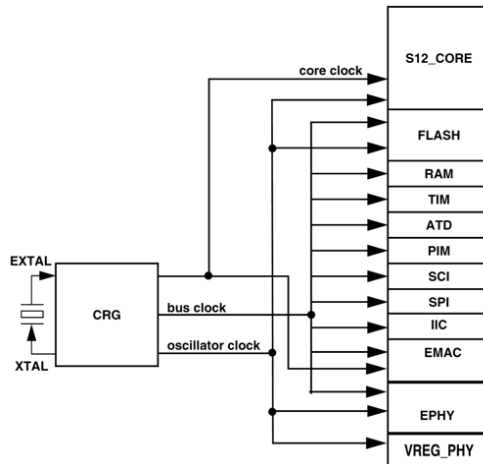 S12_CORE
core clock
FLASH
RAM
TIM
ATD
PIM
EXTAL
SCI
CRG
bus clock
SPI
IIC
oscillator clock
EMAC
XTAL
EPHY
VREG_PHY